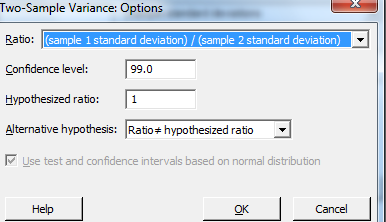 Two-Sample Variance: Options
Ratio: (sample 1 standard deviation) / (sample 2 standard deviation)
Confidence level: 99.0
Hypothesized ratio: 1
Alternative hypothesis: Ratio ≠ hypothesized ratio
Use test and confidence intervals based on normal distribution
Help OK Cancel